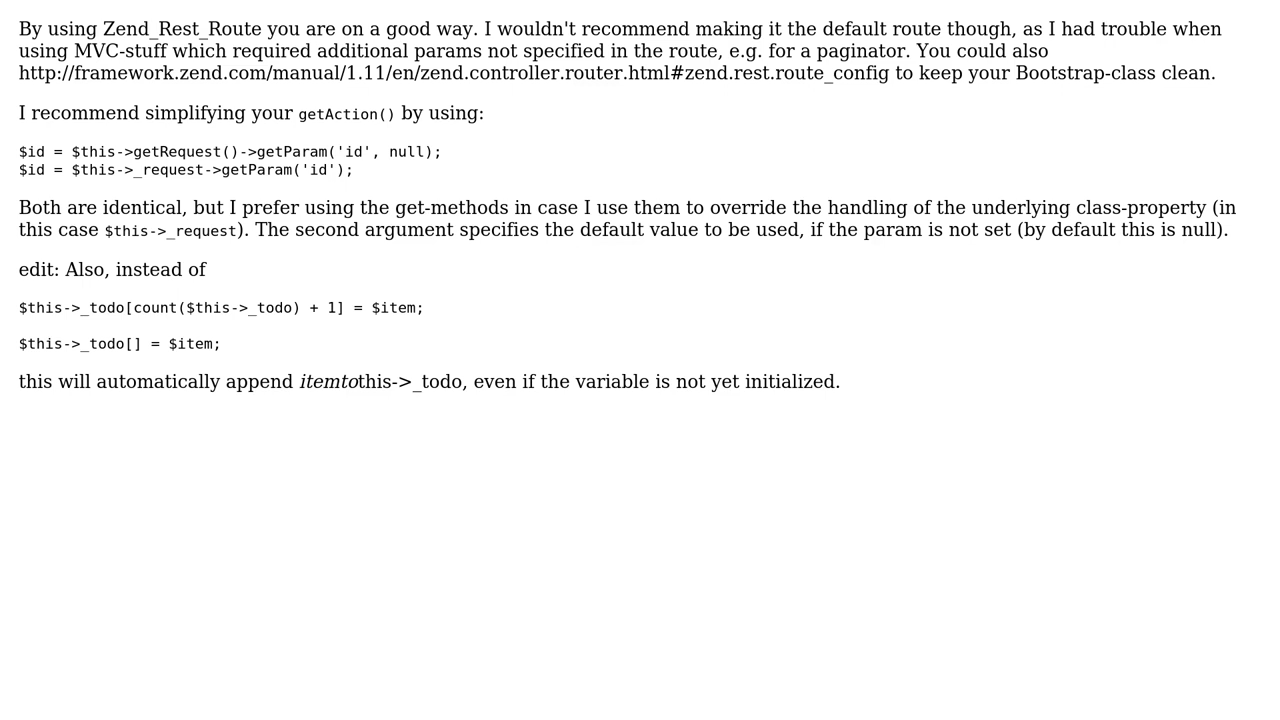 By using Zend_Rest_Route you are on a good way. I wouldn't recommend making it the default route though, as I had trouble when
using MVC-stuff which required additional params not specified in the route, e.g. for a paginator. You could also
http://framework.zend.com/manual/1.11/en/zend.controller.router.html#zend.rest.route_config to keep your Bootstrap-class clean.
I recommend simplifying your getAction() by using:
$id = $this->getRequest()->getParam('id', null);
$id = $this->_request->getParam('id');
Both are identical, but I prefer using the get-methods in case I use them to override the handling of the underlying class-property (in
this case $this->_request). The second argument specifies the default value to be used, if the param is not set (by default this is null).
edit: Also, instead of
$this->_todo[count($this->_todo) + 1] = $item;
$this->_todo[] = $item;
this will automatically append itemtothis->_todo, even if the variable is not yet initialized.